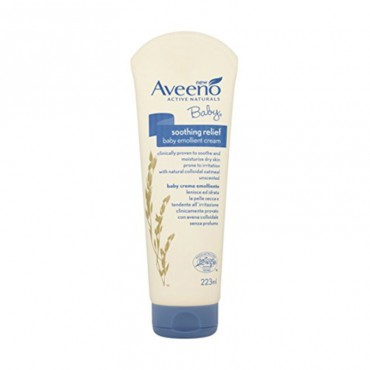 new
Aveeno
ACTIVE NATURALS
Baby
soothing relief
baby emollient cream
clinically proven to soothe and
moisturise dry skin
prone to irritation
with natural colloidal oatmeal
unscented
baby crema emolliente
lenisce ed idrata
la pelle secca e
tendente all' irritazione
clinicamente provato
con avena colloidale
senza profumo
223ml